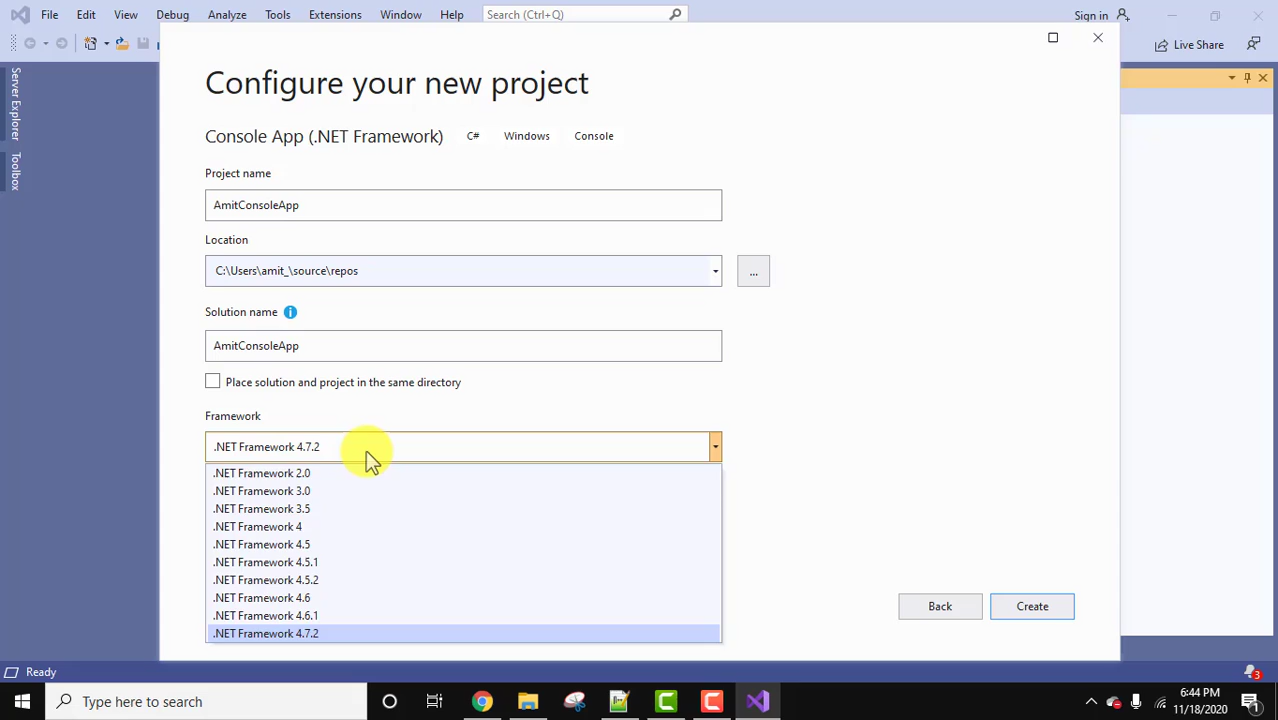 File Edit View Debug Analyze Tools Extensions Window Help Search (Ctrl+Q) Sign in
Live Share
Server Explorer
Toolbox
Configure your new project
Console App (.NET Framework) C# Windows Console
Project name
AmitConsoleApp
Location
C:\Users\amit_\source\repos
...
Solution name
AmitConsoleApp
Place solution and project in the same directory
Framework
.NET Framework 4.7.2
.NET Framework 2.0
.NET Framework 3.0
.NET Framework 3.5
.NET Framework 4
.NET Framework 4.5
.NET Framework 4.5.1
.NET Framework 4.5.2
.NET Framework 4.6
.NET Framework 4.6.1
.NET Framework 4.7.2
Back Create
Ready 3
Type here to search
6:44 PM
11/18/2020 1